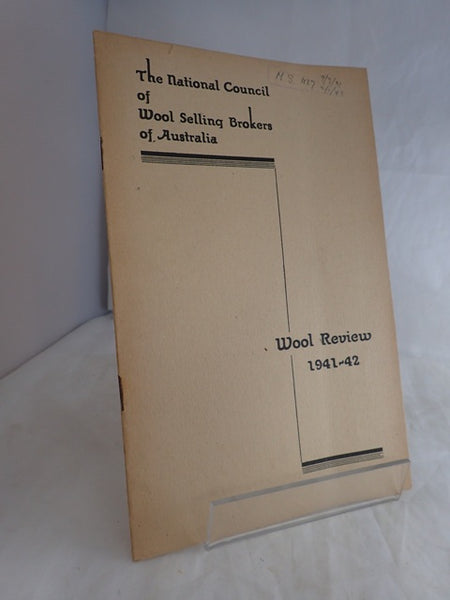 The National Council
of
Wool Selling Brokers
of Australia
Wool Review
1941-42